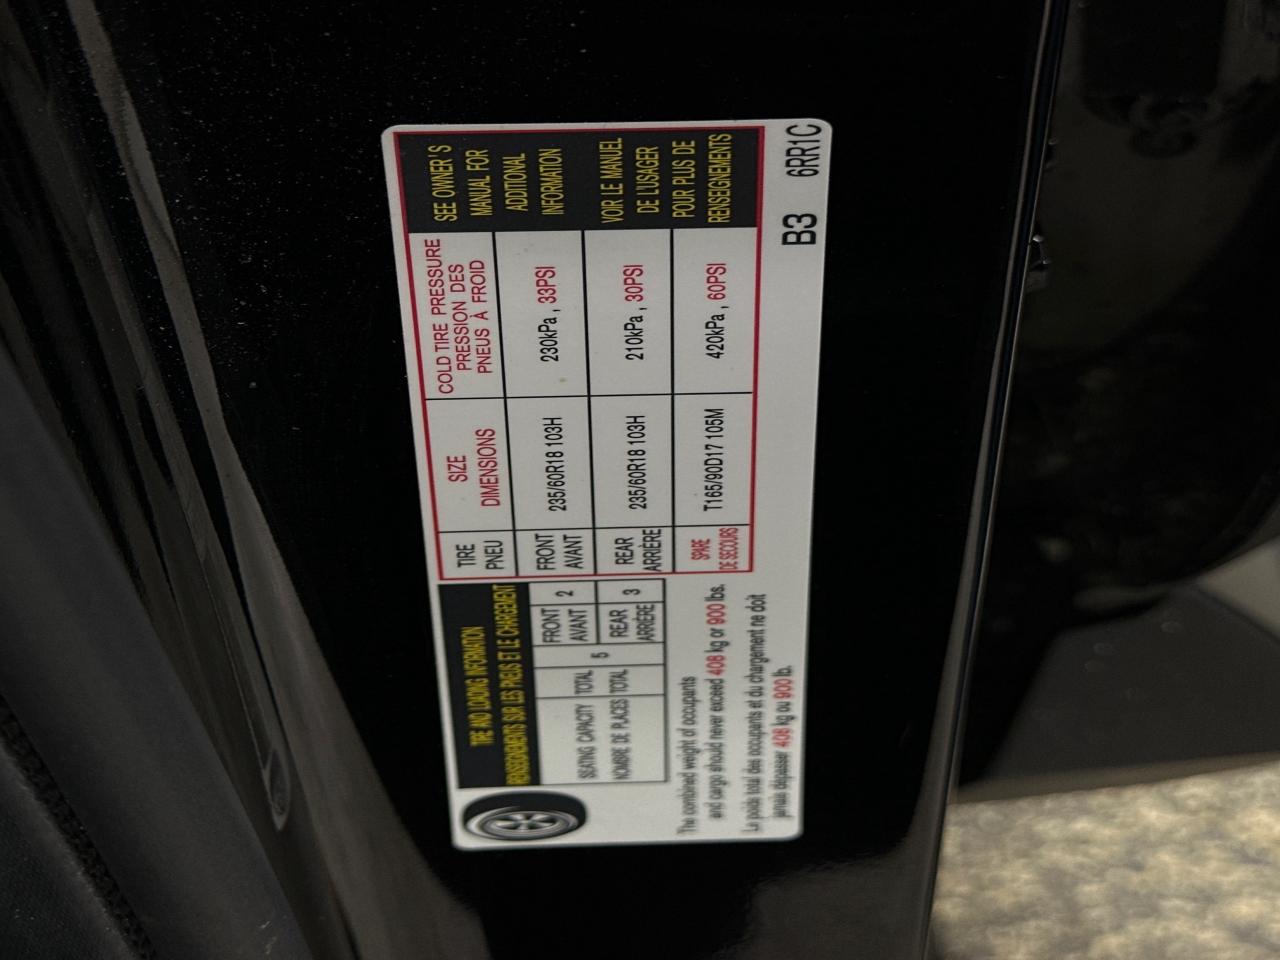 TIRE AND LOADING INFORMATION
RENSEIGNEMENTS SUR LES PNEUS ET LE CHARGEMENT
SEATING CAPACITY TOTAL 5 FRONT AVANT 2
NOMBRE DE PLACES TOTAL REAR ARRIÈRE 3
The combined weight of occupants
and cargo should never exceed 408 kg or 900 lbs.
Le poids total des occupants et du chargement ne doit
jamais dépasser 408 kg ou 900 lb.
TIRE
PNEU
SIZE
DIMENSIONS
COLD TIRE PRESSURE
PRESSION DES
PNEUS À FROID
FRONT
AVANT
235/60R18 103H
230kPa , 33PSI
REAR
ARRIÈRE
235/60R18 103H
210kPa , 30PSI
SPARE
DE SECOURS
T165/90D17 105M
420kPa , 60PSI
SEE OWNER'S
MANUAL FOR
ADDITIONAL
INFORMATION
VOIR LE MANUEL
DE L'USAGER
POUR PLUS DE
RENSEIGNEMENTS
B3 6RR1C